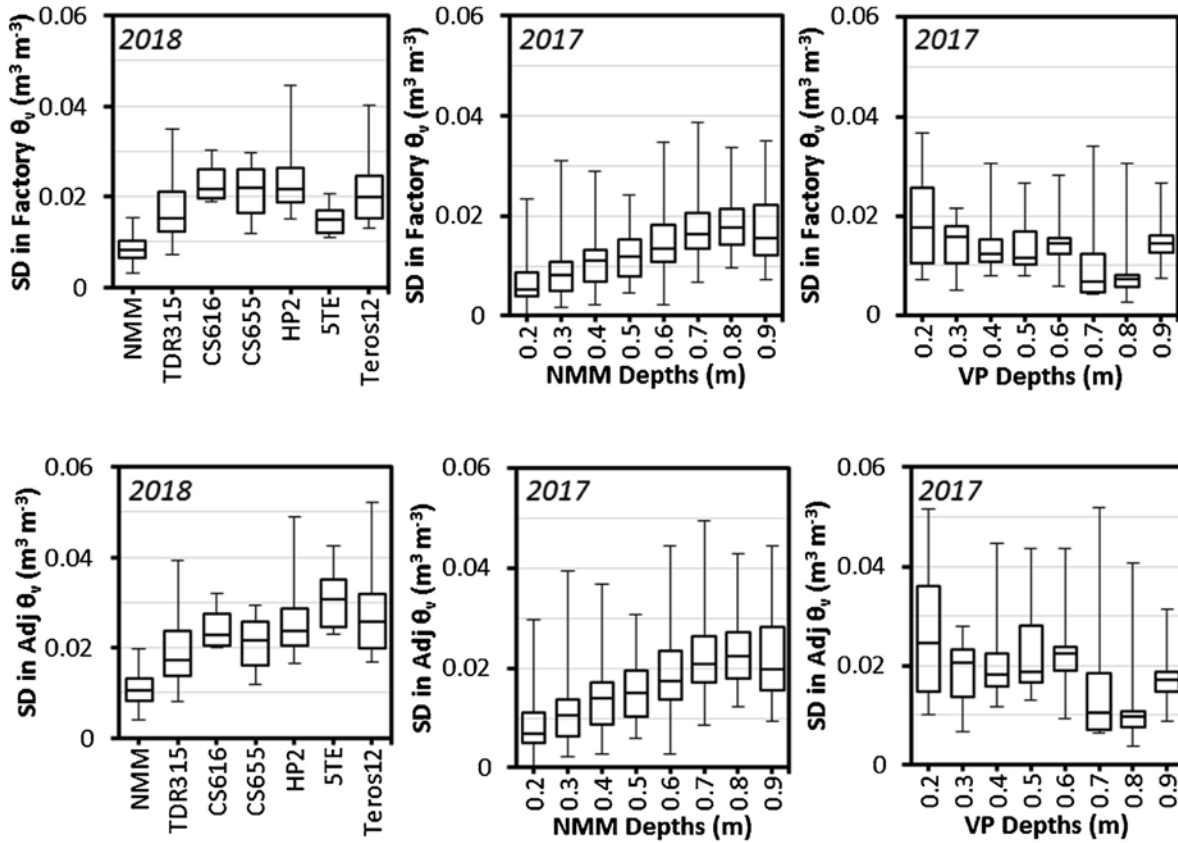 SD in Factory θv (m³ m⁻³)
0.06
0.04
0.02
0
2018
NMM
TDR315
CS616
CS655
HP2
5TE
Teros12
SD in Factory θv (m³ m⁻³)
0.06
0.04
0.02
0
2017
0.2
0.3
0.4
0.5
0.6
0.7
0.8
0.9
NMM Depths (m)
SD in Factory θv (m³ m⁻³)
0.06
0.04
0.02
0
2017
0.2
0.3
0.4
0.5
0.6
0.7
0.8
0.9
VP Depths (m)
SD in Adj θv (m³ m⁻³)
0.06
0.04
0.02
0
2018
NMM
TDR315
CS616
CS655
HP2
5TE
Teros12
SD in Adj θv (m³ m⁻³)
0.06
0.04
0.02
0
2017
0.2
0.3
0.4
0.5
0.6
0.7
0.8
0.9
NMM Depths (m)
SD in Adj θv (m³ m⁻³)
0.06
0.04
0.02
0
2017
0.2
0.3
0.4
0.5
0.6
0.7
0.8
0.9
VP Depths (m)